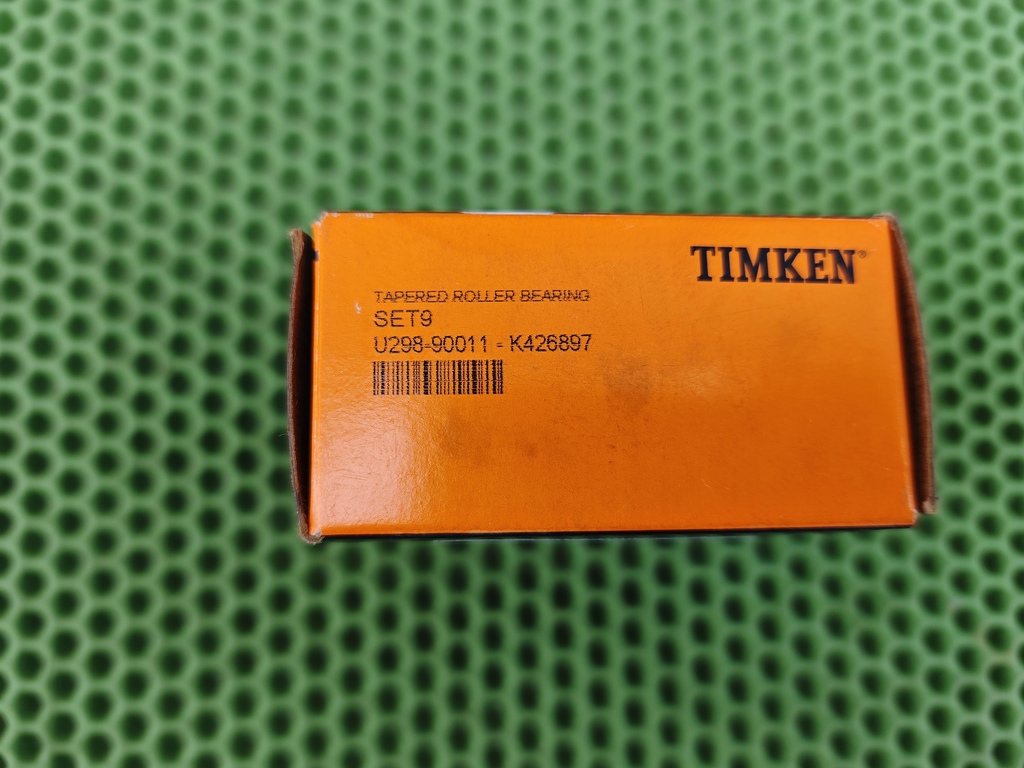 TIMKEN®
TAPERED ROLLER BEARING
SET9
U298-90011 - K426897